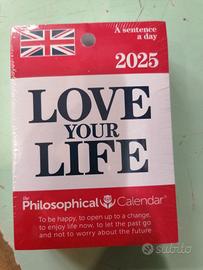 A sentence
a day
2025
LOVE
YOUR
LIFE
the Philosophical Calendar®
To be happy, to open up to a change,
to enjoy life now, to let the past go
and not to worry about the future
subito